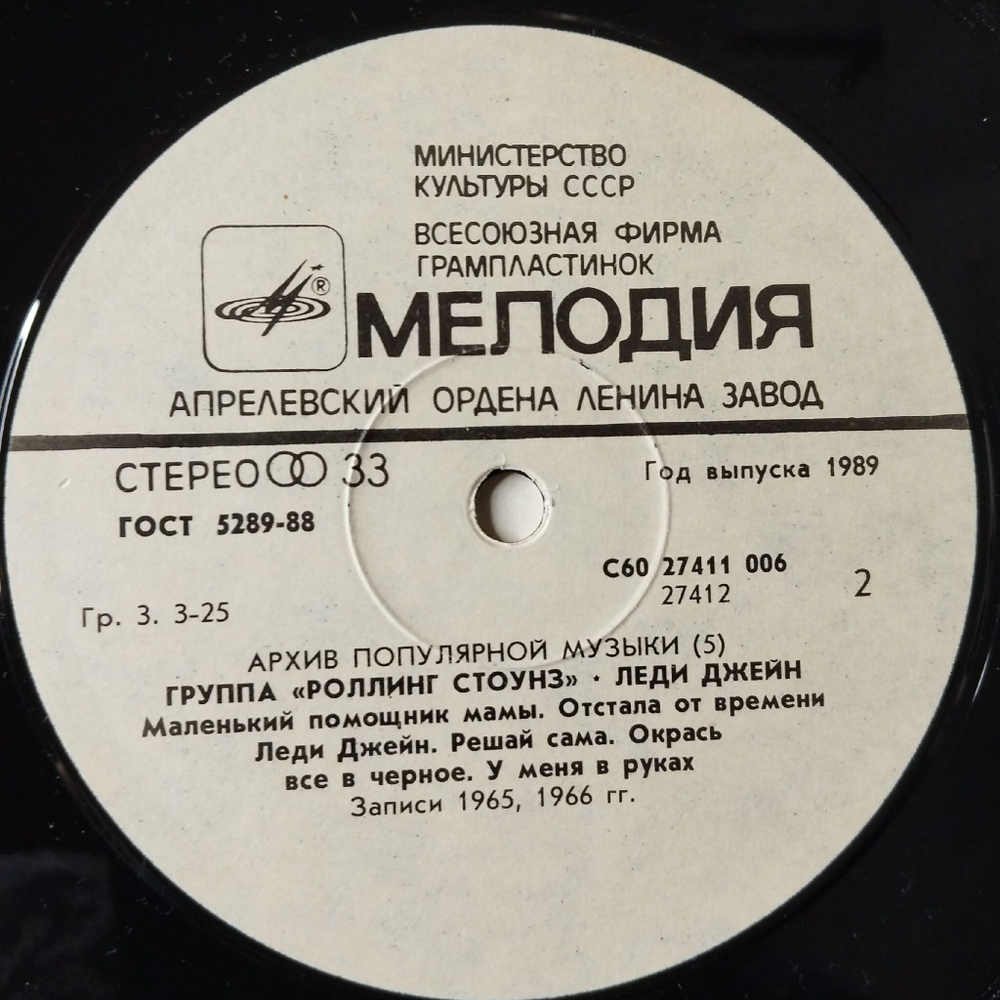 МИНИСТЕРСТВО
КУЛЬТУРЫ СССР
ВСЕСОЮЗНАЯ ФИРМА
ГРАМПЛАСТИНОК
®
МЕЛОДИЯ
АПРЕЛЕВСКИЙ ОРДЕНА ЛЕНИНА ЗАВОД
СТЕРЕО 33
Год выпуска 1989
ГОСТ 5289-88
С60 27411 006
27412
2
Гр. 3. 3-25
АРХИВ ПОПУЛЯРНОЙ МУЗЫКИ (5)
ГРУППА «РОЛЛИНГ СТОУНЗ» · ЛЕДИ ДЖЕЙН
Маленький помощник мамы. Отстала от времени
Леди Джейн. Решай сама. Окрась
все в черное. У меня в руках
Записи 1965, 1966 гг.